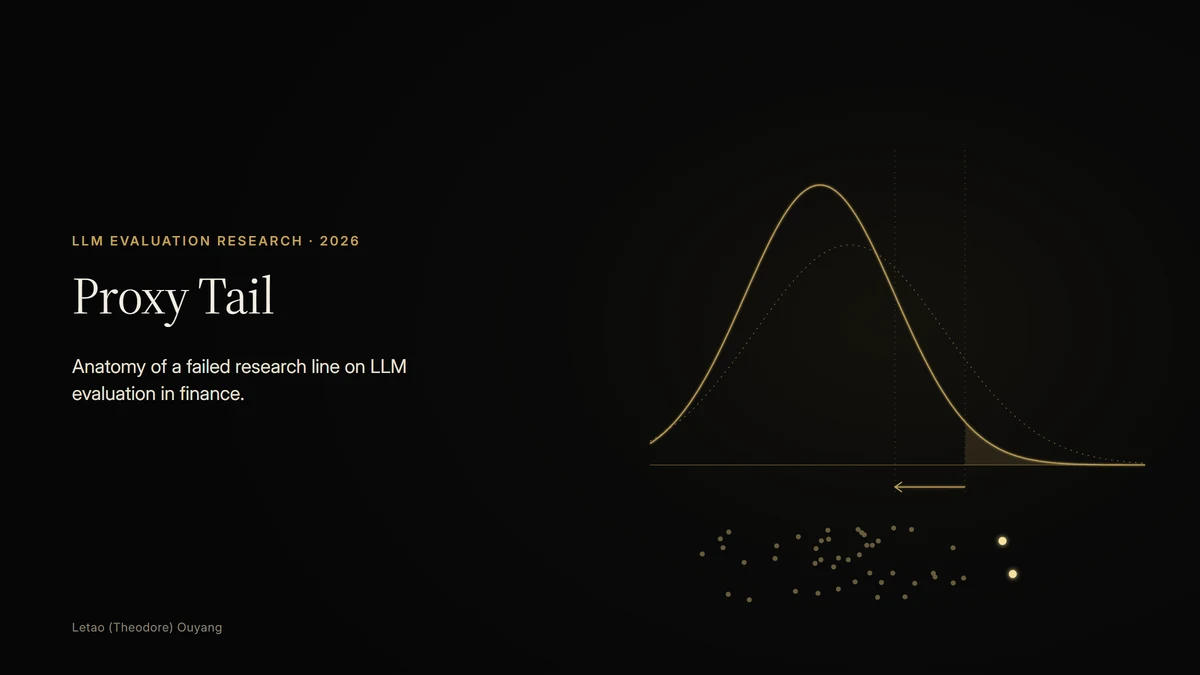 LLM EVALUATION RESEARCH · 2026
Proxy Tail
Anatomy of a failed research line on LLM
evaluation in finance.
Letao (Theodore) Ouyang